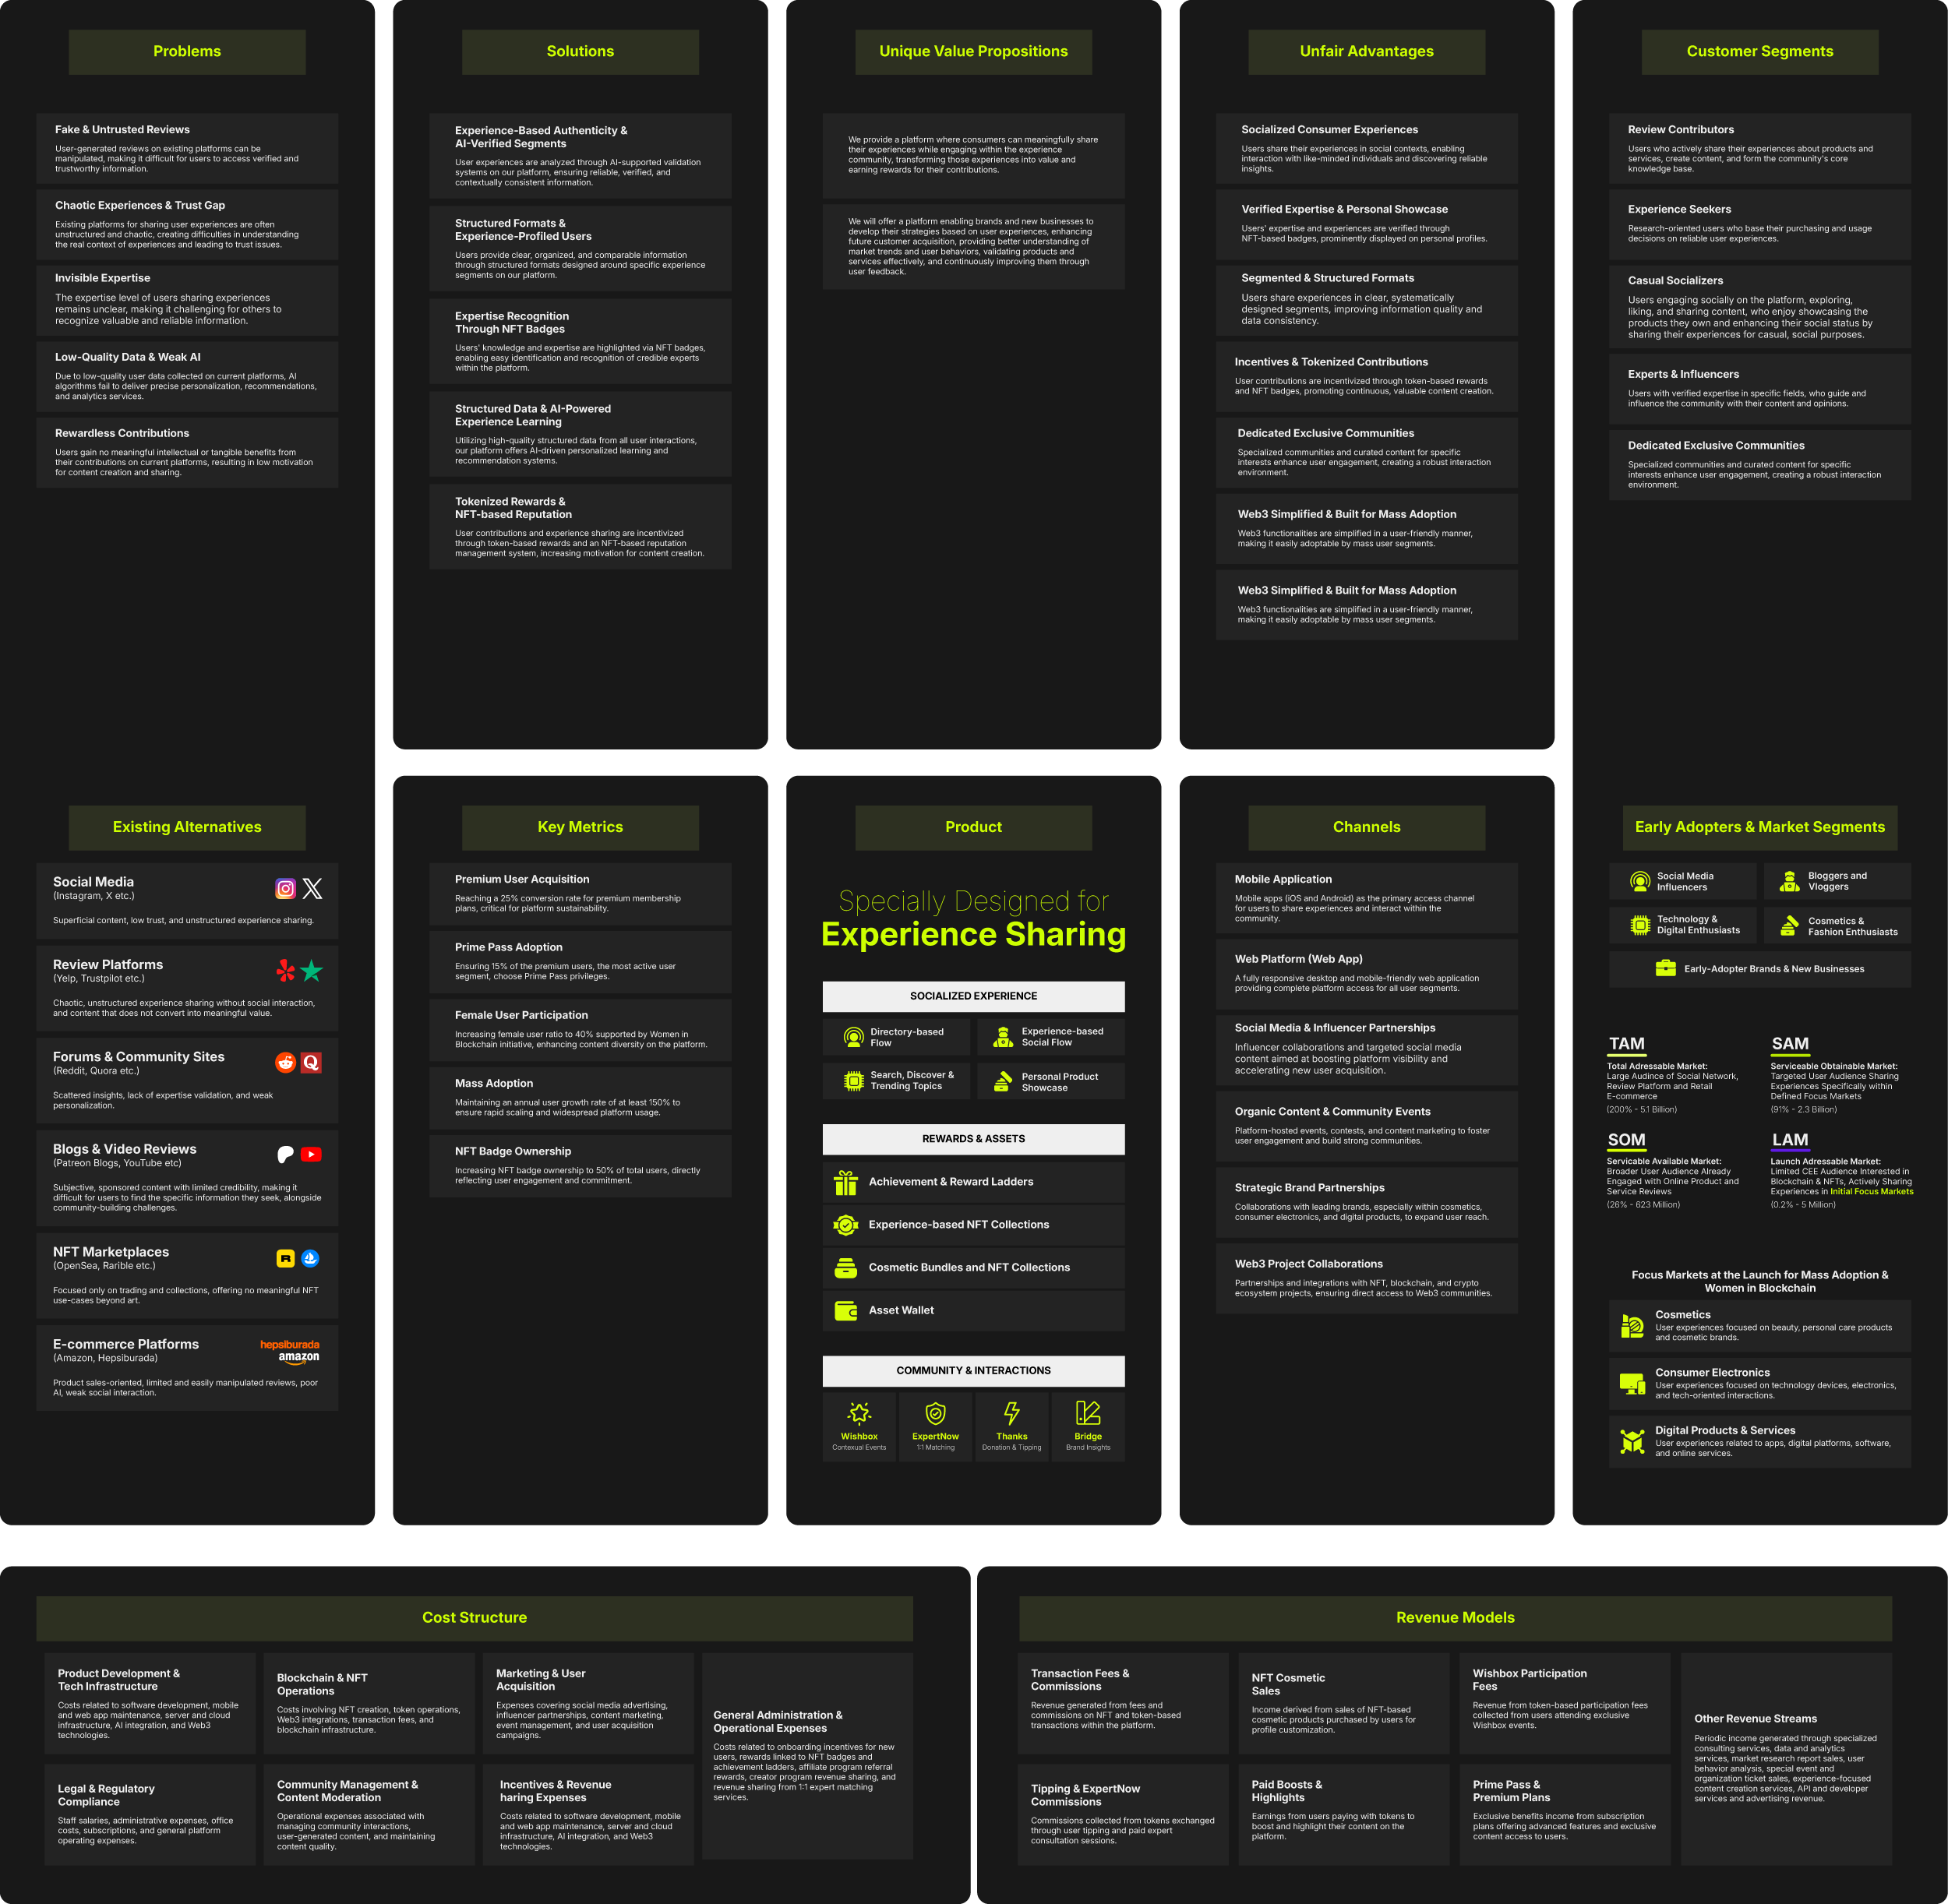 Problems
Fake & Untrusted Reviews
User-generated reviews on existing platforms can be
manipulated, making it difficult for users to access verified and
trustworthy information.
Chaotic Experiences & Trust Gap
Existing platforms for sharing user experiences are often
unstructured and chaotic, creating difficulties in understanding
the real context of experiences and leading to trust issues.
Invisible Expertise
The expertise level of users sharing experiences
remains unclear, making it challenging for others to
recognize valuable and reliable information.
Low-Quality Data & Weak AI
Due to low-quality user data collected on current platforms, AI
algorithms fail to deliver precise personalization, recommendations,
and analytics services.
Rewardless Contributions
Users gain no meaningful intellectual or tangible benefits from
their contributions on current platforms, resulting in low motivation
for content creation and sharing.
Existing Alternatives
Social Media
(Instagram, X etc.)
Superficial content, low trust, and unstructured experience sharing.
Review Platforms
(Yelp, Trustpilot etc.)
Chaotic, unstructured experience sharing without social interaction,
and content that does not convert into meaningful value.
Forums & Community Sites
(Reddit, Quora etc.)
Scattered insights, lack of expertise validation, and weak
personalization.
Blogs & Video Reviews
(Patreon Blogs, YouTube etc)
Subjective, sponsored content with limited credibility, making it
difficult for users to find the specific information they seek, alongside
community-building challenges.
NFT Marketplaces
(OpenSea, Rarible etc.)
Focused only on trading and collections, offering no meaningful NFT
use-cases beyond art.
E-commerce Platforms
(Amazon, Hepsiburada)
hepsiburada
amazon
Product sales-oriented, limited and easily manipulated reviews, poor
AI, weak social interaction.
Solutions
Experience-Based Authenticity &
AI-Verified Segments
User experiences are analyzed through AI-supported validation
systems on our platform, ensuring reliable, verified, and
contextually consistent information.
Structured Formats &
Experience-Profiled Users
Users provide clear, organized, and comparable information
through structured formats designed around specific experience
segments on our platform.
Expertise Recognition
Through NFT Badges
Users' knowledge and expertise are highlighted via NFT badges,
enabling easy identification and recognition of credible experts
within the platform.
Structured Data & AI-Powered
Experience Learning
Utilizing high-quality structured data from all user interactions,
our platform offers AI-driven personalized learning and
recommendation systems.
Tokenized Rewards &
NFT-based Reputation
User contributions and experience sharing are incentivized
through token-based rewards and an NFT-based reputation
management system, increasing motivation for content creation.
Key Metrics
Premium User Acquisition
Reaching a 25% conversion rate for premium membership
plans, critical for platform sustainability.
Prime Pass Adoption
Ensuring 15% of the premium users, the most active user
segment, choose Prime Pass privileges.
Female User Participation
Increasing female user ratio to 40% supported by Women in
Blockchain initiative, enhancing content diversity on the platform.
Mass Adoption
Maintaining an annual user growth rate of at least 150% to
ensure rapid scaling and widespread platform usage.
NFT Badge Ownership
Increasing NFT badge ownership to 50% of total users, directly
reflecting user engagement and commitment.
Unique Value Propositions
We provide a platform where consumers can meaningfully share
their experiences while engaging within the experience
community, transforming those experiences into value and
earning rewards for their contributions.
We will offer a platform enabling brands and new businesses to
develop their strategies based on user experiences, enhancing
future customer acquisition, providing better understanding of
market trends and user behaviors, validating products and
services effectively, and continuously improving them through
user feedback.
Product
Specially Designed for
Experience Sharing
SOCIALIZED EXPERIENCE
Directory-based
Flow
Experience-based
Social Flow
Search, Discover &
Trending Topics
Personal Product
Showcase
REWARDS & ASSETS
Achievement & Reward Ladders
Experience-based NFT Collections
Cosmetic Bundles and NFT Collections
Asset Wallet
COMMUNITY & INTERACTIONS
Wishbox
Contexual Events
ExpertNow
1:1 Matching
Thanks
Donation & Tipping
Bridge
Brand Insights
Unfair Advantages
Socialized Consumer Experiences
Users share their experiences in social contexts, enabling
interaction with like-minded individuals and discovering reliable
insights.
Verified Expertise & Personal Showcase
Users' expertise and experiences are verified through
NFT-based badges, prominently displayed on personal profiles.
Segmented & Structured Formats
Users share experiences in clear, systematically
designed segments, improving information quality and
data consistency.
Incentives & Tokenized Contributions
User contributions are incentivized through token-based rewards
and NFT badges, promoting continuous, valuable content creation.
Dedicated Exclusive Communities
Specialized communities and curated content for specific
interests enhance user engagement, creating a robust interaction
environment.
Web3 Simplified & Built for Mass Adoption
Web3 functionalities are simplified in a user-friendly manner,
making it easily adoptable by mass user segments.
Web3 Simplified & Built for Mass Adoption
Web3 functionalities are simplified in a user-friendly manner,
making it easily adoptable by mass user segments.
Channels
Mobile Application
Mobile apps (iOS and Android) as the primary access channel
for users to share experiences and interact within the
community.
Web Platform (Web App)
A fully responsive desktop and mobile-friendly web application
providing complete platform access for all user segments.
Social Media & Influencer Partnerships
Influencer collaborations and targeted social media
content aimed at boosting platform visibility and
accelerating new user acquisition.
Organic Content & Community Events
Platform-hosted events, contests, and content marketing to foster
user engagement and build strong communities.
Strategic Brand Partnerships
Collaborations with leading brands, especially within cosmetics,
consumer electronics, and digital products, to expand user reach.
Web3 Project Collaborations
Partnerships and integrations with NFT, blockchain, and crypto
ecosystem projects, ensuring direct access to Web3 communities.
Customer Segments
Review Contributors
Users who actively share their experiences about products and
services, create content, and form the community's core
knowledge base.
Experience Seekers
Research-oriented users who base their purchasing and usage
decisions on reliable user experiences.
Casual Socializers
Users engaging socially on the platform, exploring,
liking, and sharing content, who enjoy showcasing the
products they own and enhancing their social status by
sharing their experiences for casual, social purposes.
Experts & Influencers
Users with verified expertise in specific fields, who guide and
influence the community with their content and opinions.
Dedicated Exclusive Communities
Specialized communities and curated content for specific
interests enhance user engagement, creating a robust interaction
environment.
Early Adopters & Market Segments
Social Media
Influencers
Bloggers and
Vloggers
Technology &
Digital Enthusiasts
Cosmetics &
Fashion Enthusiasts
Early-Adopter Brands & New Businesses
TAM
Total Adressable Market:
Large Audince of Social Network,
Review Platform and Retail
E-commerce
(200% - 5.1 Billion)
SAM
Serviceable Obtainable Market:
Targeted User Audience Sharing
Experiences Specifically within
Defined Focus Markets
(91% - 2.3 Billion)
SOM
Servicable Available Market:
Broader User Audience Already
Engaged with Online Product and
Service Reviews
(26% - 623 Million)
LAM
Launch Adressable Market:
Limited CEE Audience Interested in
Blockchain & NFTs, Actively Sharing
Experiences in Initial Focus Markets
(0.2% - 5 Million)
Focus Markets at the Launch for Mass Adoption &
Women in Blockchain
Cosmetics
User experiences focused on beauty, personal care products
and cosmetic brands.
Consumer Electronics
User experiences focused on technology devices, electronics,
and tech-oriented interactions.
Digital Products & Services
User experiences related to apps, digital platforms, software,
and online services.
Cost Structure
Product Development &
Tech Infrastructure
Costs related to software development, mobile
and web app maintenance, server and cloud
infrastructure, AI integration, and Web3
technologies.
Blockchain & NFT
Operations
Costs involving NFT creation, token operations,
Web3 integrations, transaction fees, and
blockchain infrastructure.
Marketing & User
Acquisition
Expenses covering social media advertising,
influencer partnerships, content marketing,
event management, and user acquisition
campaigns.
General Administration &
Operational Expenses
Costs related to onboarding incentives for new
users, rewards linked to NFT badges and
achievement ladders, affiliate program referral
rewards, creator program revenue sharing, and
revenue sharing from 1:1 expert matching
services.
Legal & Regulatory
Compliance
Staff salaries, administrative expenses, office
costs, subscriptions, and general platform
operating expenses.
Community Management &
Content Moderation
Operational expenses associated with
managing community interactions,
user-generated content, and maintaining
content quality.
Incentives & Revenue
haring Expenses
Costs related to software development, mobile
and web app maintenance, server and cloud
infrastructure, AI integration, and Web3
technologies.
Revenue Models
Transaction Fees &
Commissions
Revenue generated from fees and
commissions on NFT and token-based
transactions within the platform.
NFT Cosmetic
Sales
Income derived from sales of NFT-based
cosmetic products purchased by users for
profile customization.
Wishbox Participation
Fees
Revenue from token-based participation fees
collected from users attending exclusive
Wishbox events.
Other Revenue Streams
Periodic income generated through specialized
consulting services, data and analytics
services, market research report sales, user
behavior analysis, special event and
organization ticket sales, experience-focused
content creation services, API and developer
services and advertising revenue.
Tipping & ExpertNow
Commissions
Commissions collected from tokens exchanged
through user tipping and paid expert
consultation sessions.
Paid Boosts &
Highlights
Earnings from users paying with tokens to
boost and highlight their content on the
platform.
Prime Pass &
Premium Plans
Exclusive benefits income from subscription
plans offering advanced features and exclusive
content access to users.